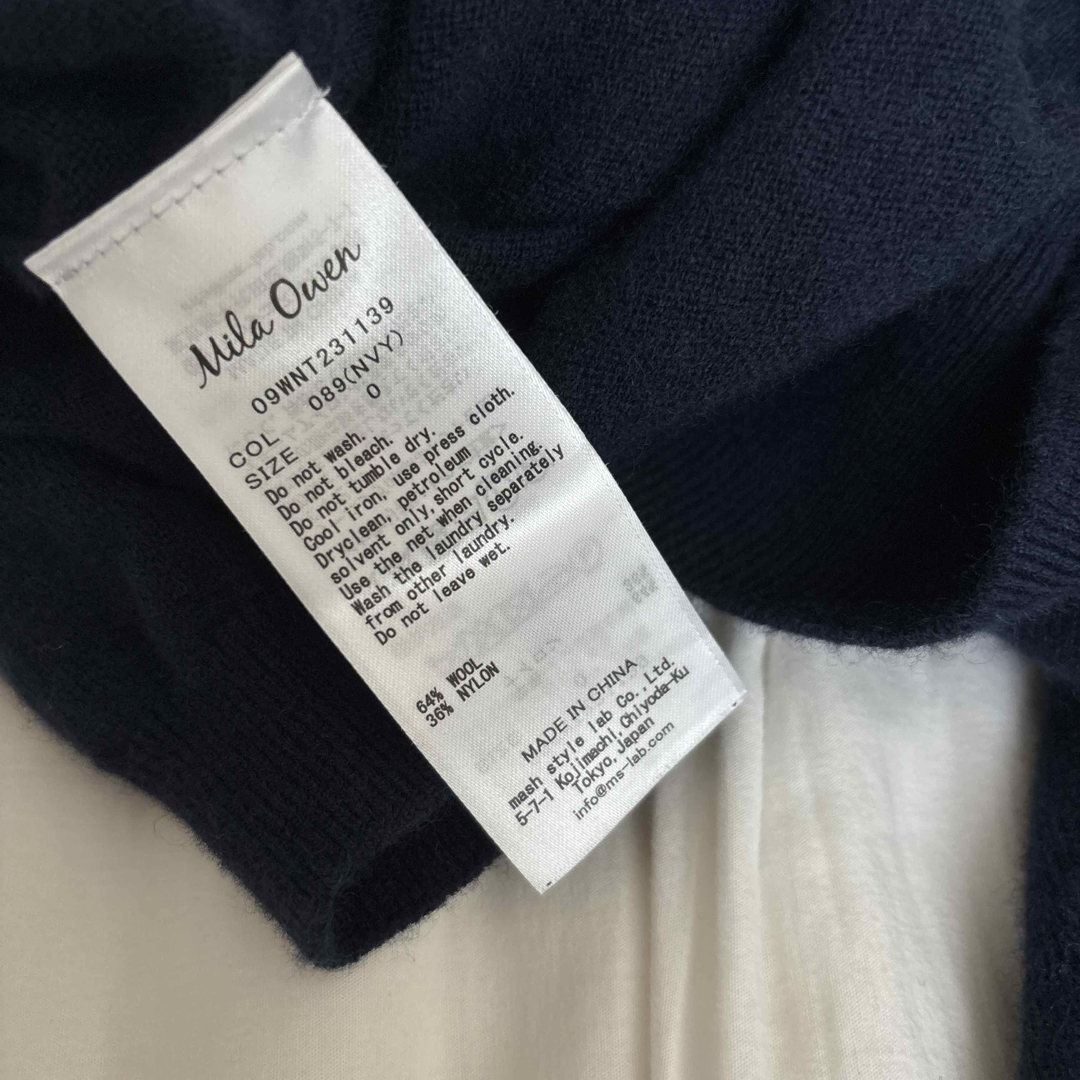 Mila Owen
09WNT231139
COL 089(NVY)
SIZE 0
Do not wash.
Do not bleach.
Do not tumble dry.
Cool iron, use press cloth.
Dryclean, petroleum
solvent only,short cycle.
Use the net when cleaning.
Wash the laundry separately
from other laundry.
Do not leave wet.
64% WOOL
36% NYLON
MADE IN CHINA
mash style lab Co.,Ltd.
5-7-1 Kojimachi,Chiyoda-Ku
Tokyo,Japan
info@ms-lab.com